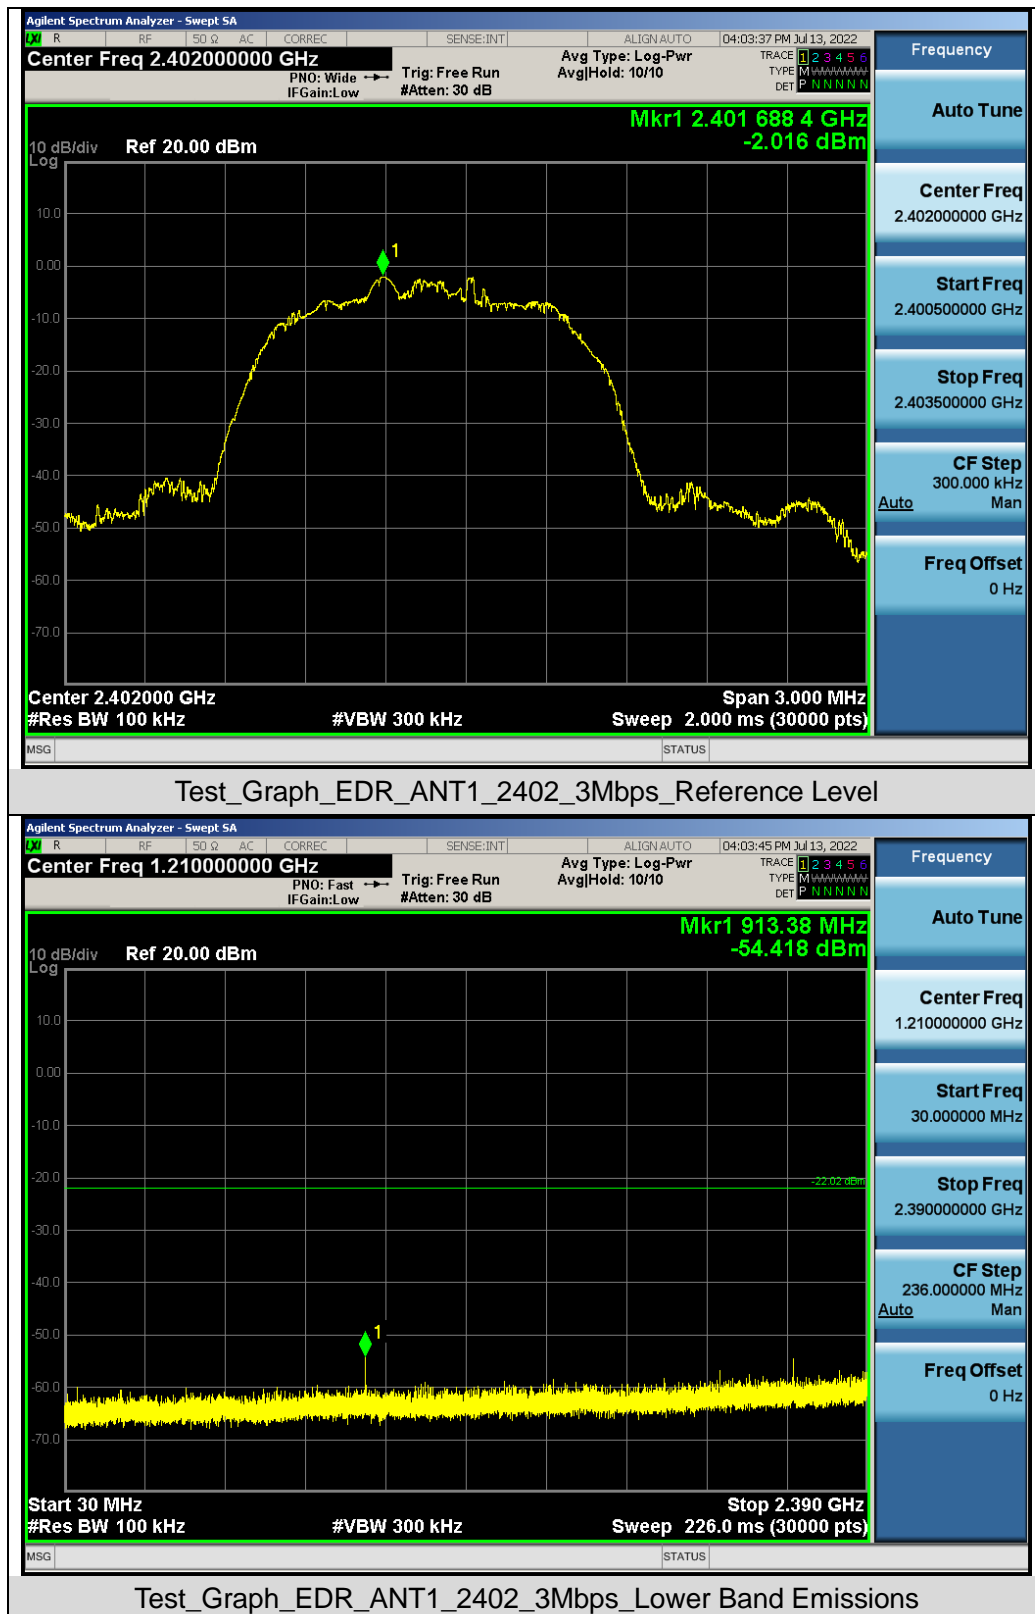 Agilent Spectrum Analyzer - Swept SA
LXI R RF 50 Ω AC CORREC SENSE:INT ALIGN AUTO 04:03:37 PM Jul 13, 2022
Center Freq 2.402000000 GHz
PNO: Wide
IFGain:Low
Trig: Free Run
#Atten: 30 dB
Avg Type: Log-Pwr
Avg|Hold: 10/10
TRACE 1 2 3 4 5 6
TYPE M
DET P N N N N N
Frequency
Auto Tune
Mkr1 2.401 688 4 GHz
-2.016 dBm
10 dB/div Ref 20.00 dBm
Log
10.0
0.00
-10.0
-20.0
-30.0
-40.0
-50.0
-60.0
-70.0
1
Center Freq
2.402000000 GHz
Start Freq
2.400500000 GHz
Stop Freq
2.403500000 GHz
CF Step
300.000 kHz
Auto Man
Freq Offset
0 Hz
Center 2.402000 GHz Span 3.000 MHz
#Res BW 100 kHz #VBW 300 kHz Sweep 2.000 ms (30000 pts)
MSG STATUS
Test_Graph_EDR_ANT1_2402_3Mbps_Reference Level
Agilent Spectrum Analyzer - Swept SA
LXI R RF 50 Ω AC CORREC SENSE:INT ALIGN AUTO 04:03:45 PM Jul 13, 2022
Center Freq 1.210000000 GHz
PNO: Fast
IFGain:Low
Trig: Free Run
#Atten: 30 dB
Avg Type: Log-Pwr
Avg|Hold: 10/10
TRACE 1 2 3 4 5 6
TYPE M
DET P N N N N N
Frequency
Auto Tune
Mkr1 913.38 MHz
-54.418 dBm
10 dB/div Ref 20.00 dBm
Log
10.0
0.00
-10.0
-20.0
-22.02 dBm
-30.0
-40.0
-50.0
-60.0
-70.0
1
Center Freq
1.210000000 GHz
Start Freq
30.000000 MHz
Stop Freq
2.390000000 GHz
CF Step
236.000000 MHz
Auto Man
Freq Offset
0 Hz
Start 30 MHz Stop 2.390 GHz
#Res BW 100 kHz #VBW 300 kHz Sweep 226.0 ms (30000 pts)
MSG STATUS
Test_Graph_EDR_ANT1_2402_3Mbps_Lower Band Emissions